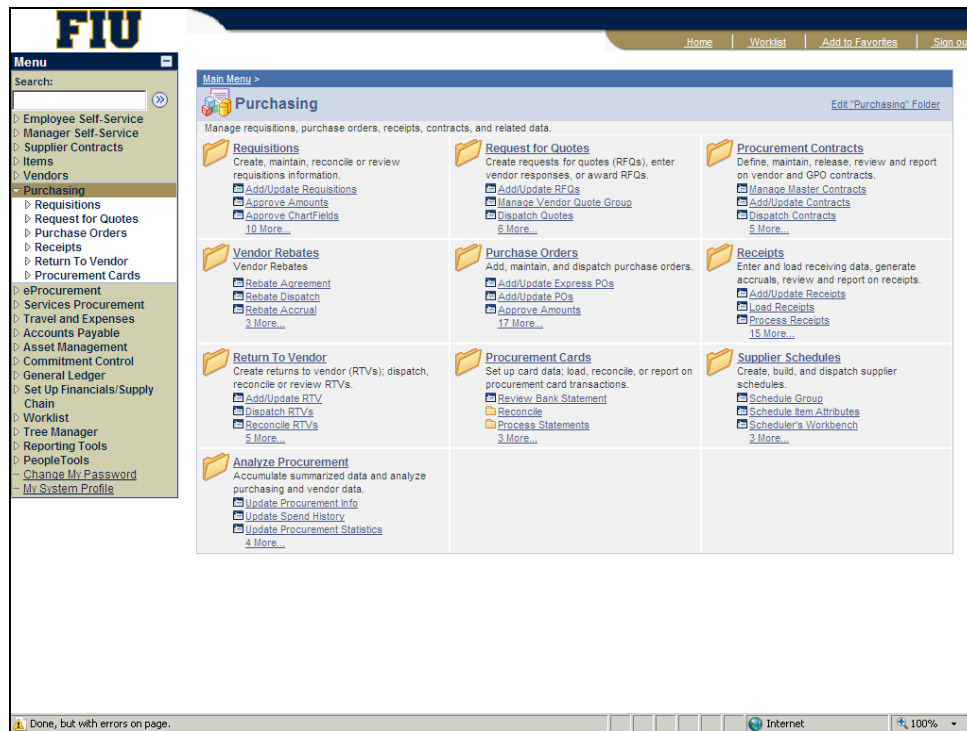 FIU
Home
Worklist
Add to Favorites
Menu
Search:
Employee Self-Service
Manager Self-Service
Supplier Contracts
Items
Vendors
Purchasing
Requisitions
Request for Quotes
Purchase Orders
Receipts
Return To Vendor
Procurement Cards
eProcurement
Services Procurement
Travel and Expenses
Accounts Payable
Asset Management
Commitment Control
General Ledger
Set Up Financials/Supply
Chain
Worklist
Tree Manager
Reporting Tools
PeopleTools
Change My Password
My System Profile
Main Menu >
Purchasing
Edit "Purchasing" Folder
Manage requisitions, purchase orders, receipts, contracts, and related data.
Requisitions
Create, maintain, reconcile or review
requisitions information.
Add/Update Requisitions
Approve Amounts
Approve ChartFields
10 More...
Request for Quotes
Create requests for quotes (RFQs), enter
vendor responses, or award RFQs.
Add/Update RFQs
Manage Vendor Quote Group
Dispatch Quotes
6 More...
Procurement Contracts
Define, maintain, release, review and report
on vendor and GPO contracts.
Manage Master Contracts
Add/Update Contracts
Dispatch Contracts
5 More...
Vendor Rebates
Vendor Rebates
Rebate Agreement
Rebate Dispatch
Rebate Accrual
3 More...
Purchase Orders
Add, maintain, and dispatch purchase orders.
Add/Update Express POs
Add/Update POs
Approve Amounts
17 More...
Receipts
Enter and load receiving data, generate
accruals, review and report on receipts.
Add/Update Receipts
Load Receipts
Process Receipts
15 More...
Return To Vendor
Create returns to vendor (RTVs); dispatch,
reconcile or review RTVs.
Add/Update RTV
Dispatch RTVs
Reconcile RTVs
5 More...
Procurement Cards
Set up card data; load, reconcile, or report on
procurement card transactions.
Review Bank Statement
Reconcile
Process Statements
3 More...
Supplier Schedules
Create, build, and dispatch supplier
schedules.
Schedule Group
Schedule Item Attributes
Scheduler's Workbench
3 More...
Analyze Procurement
Accumulate summarized data and analyze
purchasing and vendor data.
Update Procurement Info
Update Spend History
Update Procurement Statistics
4 More...
Done, but with errors on page.
Internet
100%